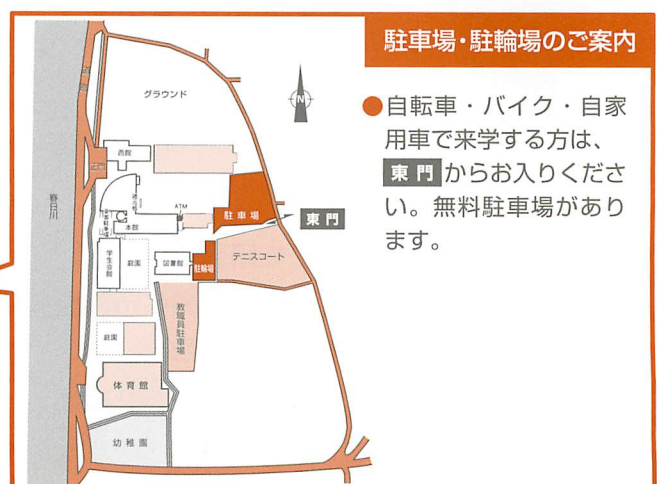 駐車場・駐輪場のご案内
●自転車・バイク・自家
用車で来学する方は、
東門からお入りくださ
い。無料駐車場があり
ます。
グラウンド
N
西館
正門
春日川
ATM
駐車場
東門
本館
学生会館
庭園
図書館
駐輪場
テニスコート
教職員駐車場
庭園
体育館
幼稚園